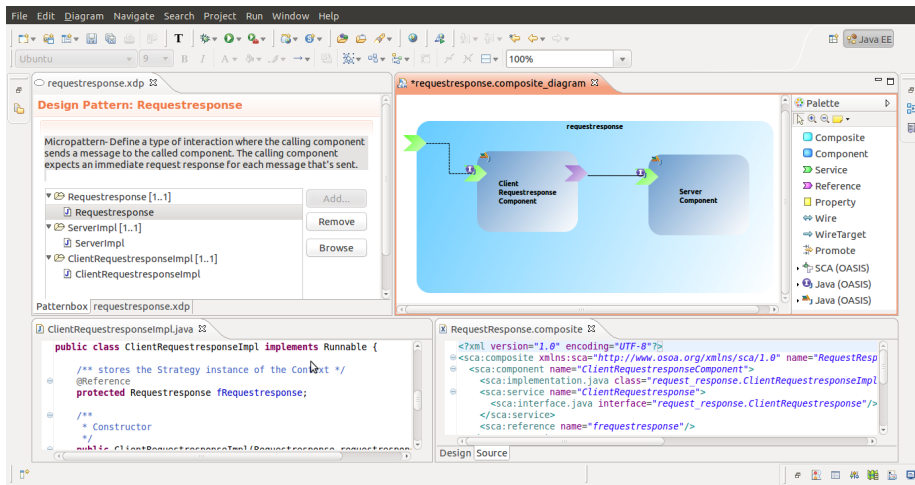 File Edit Diagram Navigate Search Project Run Window Help
T
Java EE
Ubuntu 9 B I A 100%
requestresponse.xdp
Design Pattern: Requestresponse
Micropattern- Define a type of interaction where the calling component
sends a message to the called component. The calling component
expects an immediate request response for each message that's sent.
Requestresponse [1..1]
Requestresponse
ServerImpl [1..1]
ServerImpl
ClientRequestresponseImpl [1..1]
ClientRequestresponseImpl
Add...
Remove
Browse
Patternbox requestresponse.xdp
*requestresponse.composite_diagram
requestresponse
Client
Requestresponse
Component
Server
Component
Palette
Composite
Component
Service
Reference
Property
Wire
WireTarget
Promote
SCA (OASIS)
Java (OASIS)
Java (OASIS)
ClientRequestresponseImpl.java
public class ClientRequestresponseImpl implements Runnable {
/** stores the Strategy instance of the Context */
@Reference
protected Requestresponse fRequestresponse;
/**
* Constructor
*/
public ClientRequestresponseImpl(Requestresponse requestrespon
RequestResponse.composite
<?xml version="1.0" encoding="UTF-8"?>
<sca:composite xmlns:sca="http://www.osoa.org/xmlns/sca/1.0" name="RequestResp
<sca:component name="ClientRequestresponseComponent">
<sca:implementation.java class="request_response.ClientRequestresponseImpl
<sca:service name="ClientRequestresponse">
<sca:interface.java interface="request_response.ClientRequestresponse"/>
</sca:service>
<sca:reference name="frequestresponse"/>
Design Source